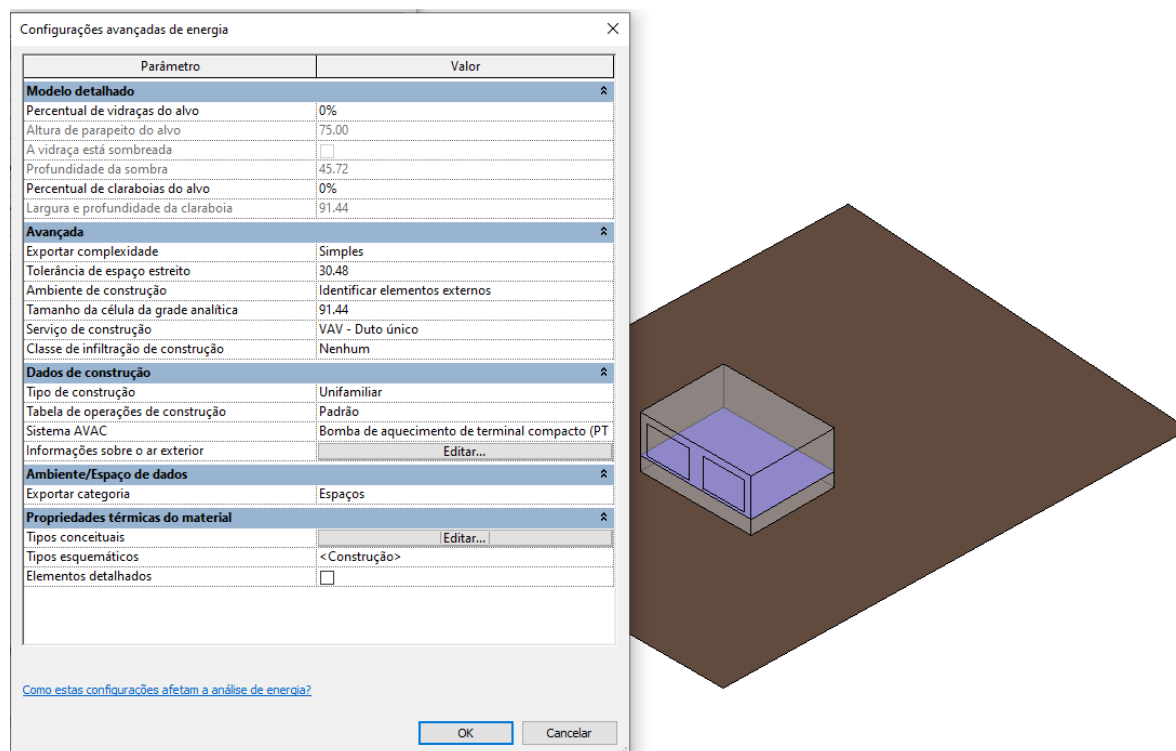 Configurações avançadas de energia
Parâmetro Valor
Modelo detalhado
Percentual de vidraças do alvo 0%
Altura de parapeito do alvo 75.00
A vidraça está sombreada
Profundidade da sombra 45.72
Percentual de claraboias do alvo 0%
Largura e profundidade da claraboia 91.44
Avançada
Exportar complexidade Simples
Tolerância de espaço estreito 30.48
Ambiente de construção Identificar elementos externos
Tamanho da célula da grade analítica 91.44
Serviço de construção VAV - Duto único
Classe de infiltração de construção Nenhum
Dados de construção
Tipo de construção Unifamiliar
Tabela de operações de construção Padrão
Sistema AVAC Bomba de aquecimento de terminal compacto (PT
Informações sobre o ar exterior Editar...
Ambiente/Espaço de dados
Exportar categoria Espaços
Propriedades térmicas do material
Tipos conceituais Editar...
Tipos esquemáticos <Construção>
Elementos detalhados
Como estas configurações afetam a análise de energia?
OK Cancelar